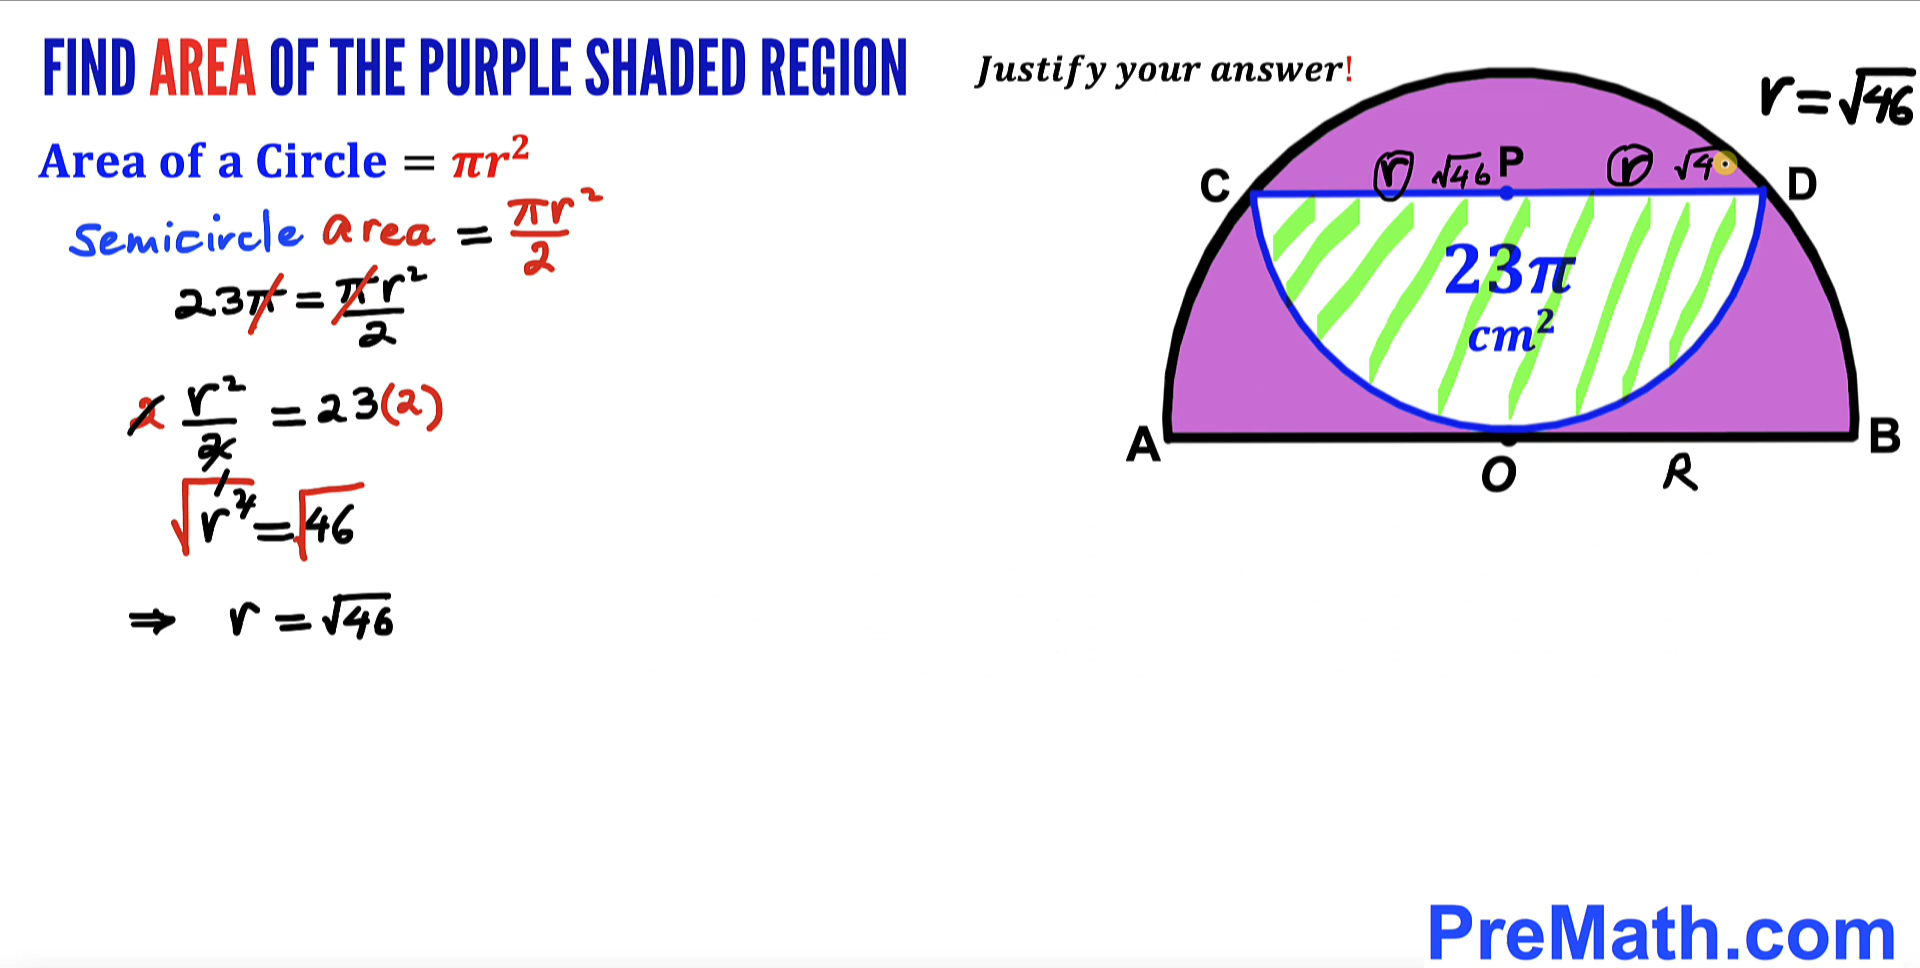 FIND AREA OF THE PURPLE SHADED REGION
Justify your answer!
r=√46
Area of a Circle = πr²
Semicircle area = πr²/2
23π = πr²/2
2 r²/2 = 23(2)
√r² = √46
⇒ r = √46
C r √46 P r √4 D
23π
cm²
A B
O R
PreMath.com